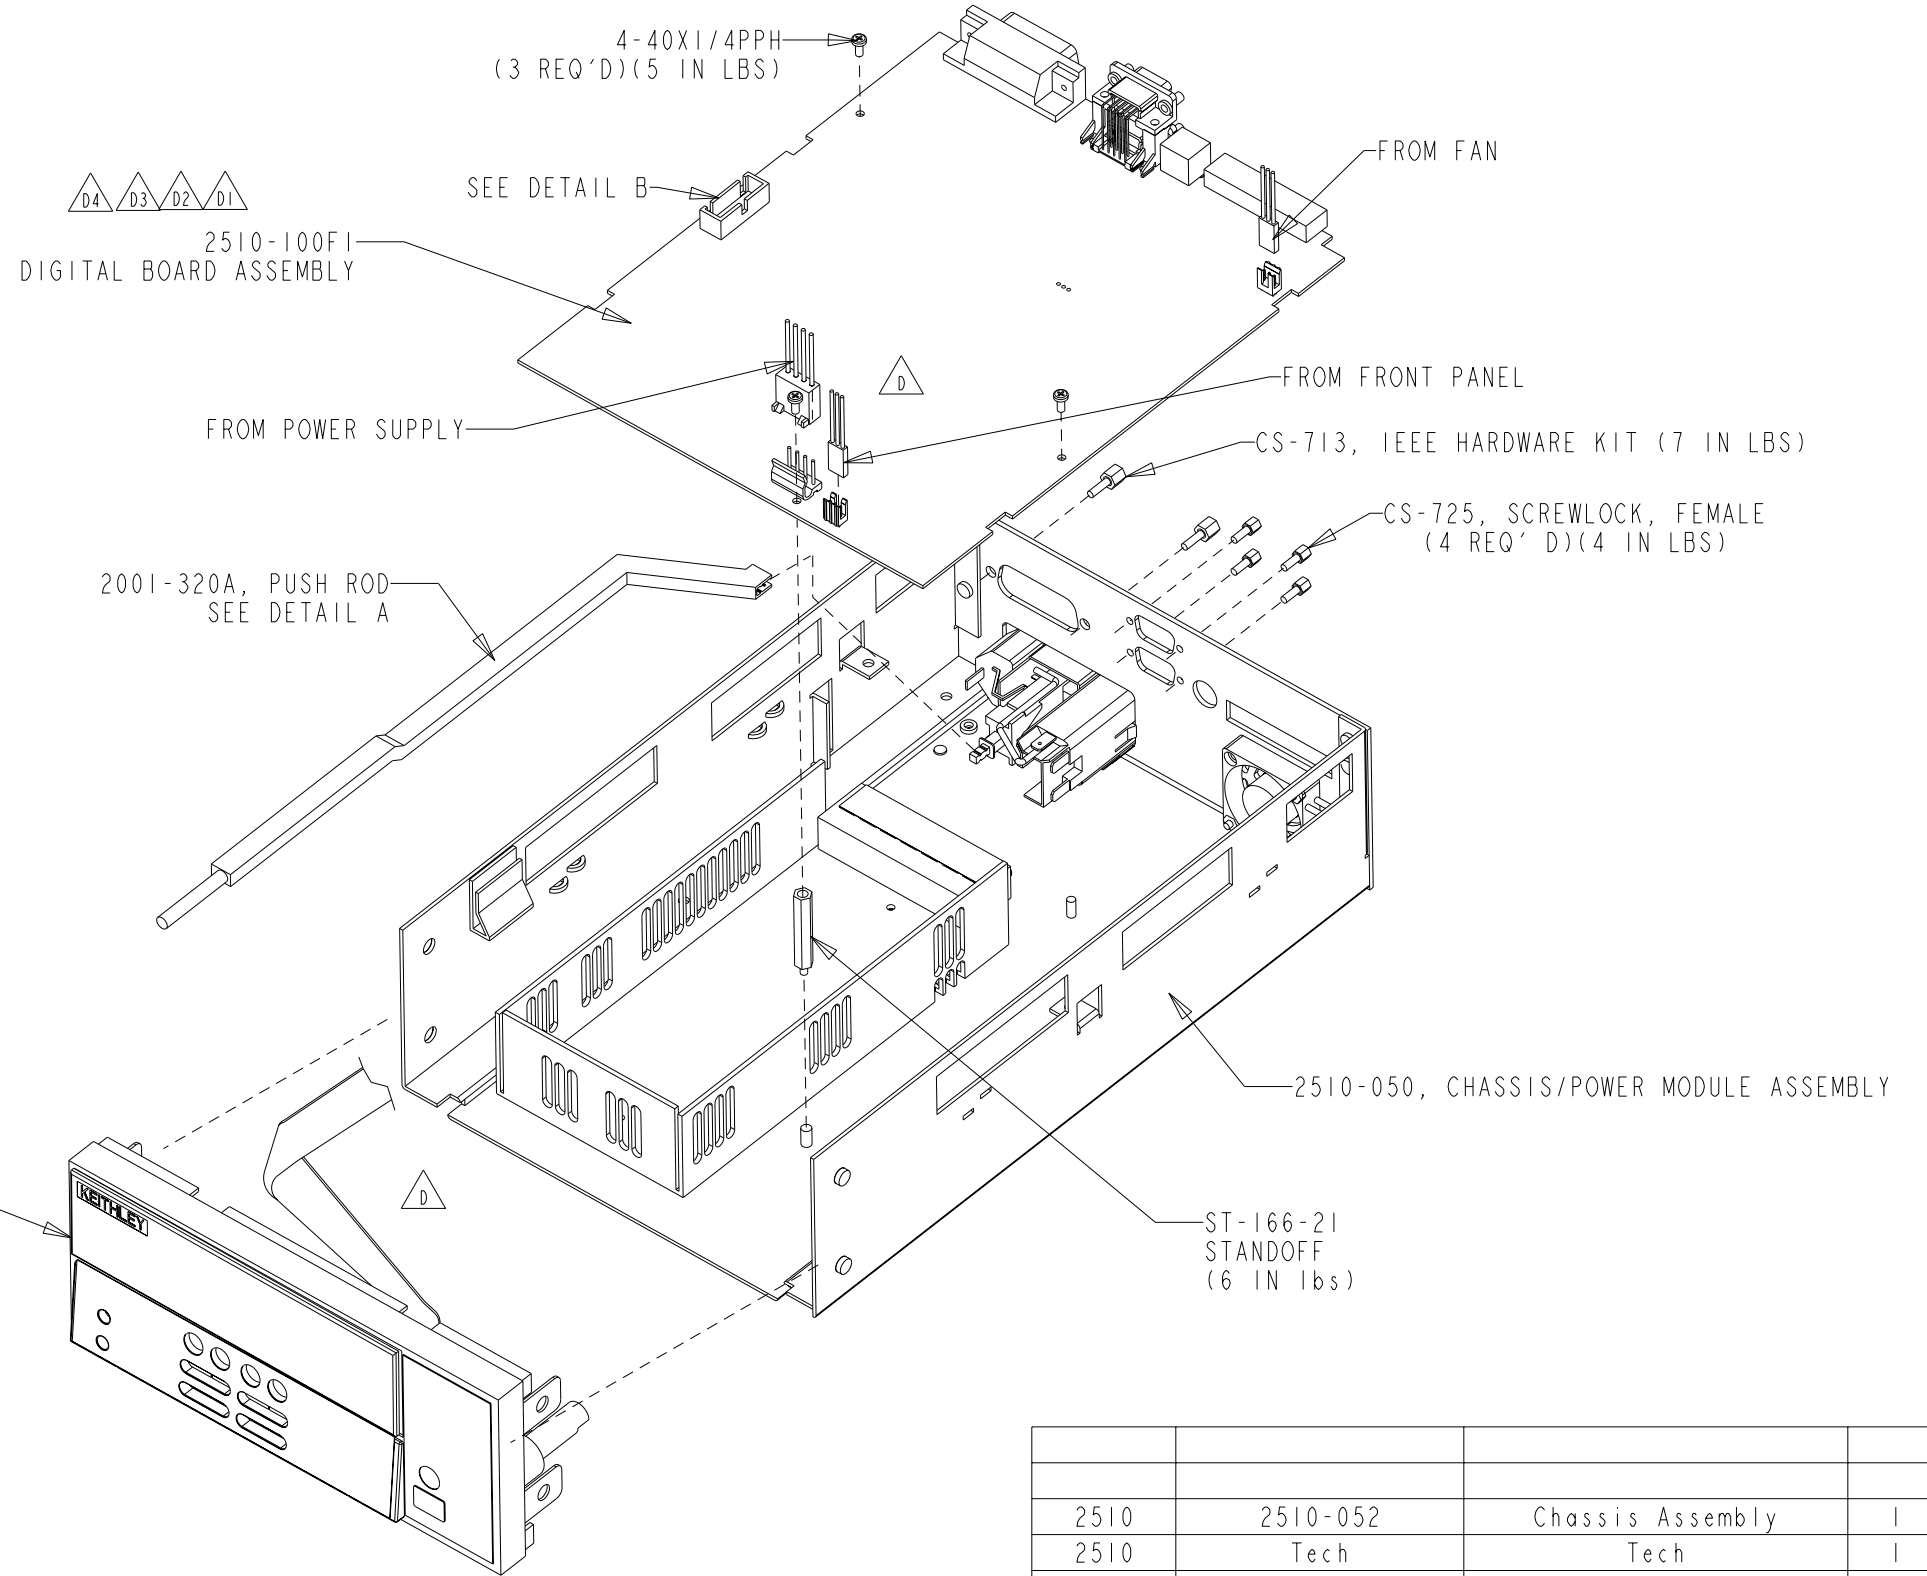 4-40X1/4PPH
(3 REQ'D)(5 IN LBS)
FROM FAN
SEE DETAIL B
D4 D3 D2 D1
2510-100F1
DIGITAL BOARD ASSEMBLY
D
FROM FRONT PANEL
FROM POWER SUPPLY
CS-713, IEEE HARDWARE KIT (7 IN LBS)
CS-725, SCREWLOCK, FEMALE
(4 REQ' D)(4 IN LBS)
2001-320A, PUSH ROD
SEE DETAIL A
2510-050, CHASSIS/POWER MODULE ASSEMBLY
D
KEITHLEY
ST-166-21
STANDOFF
(6 IN lbs)
2510 2510-052 Chassis Assembly 1
2510 Tech Tech 1